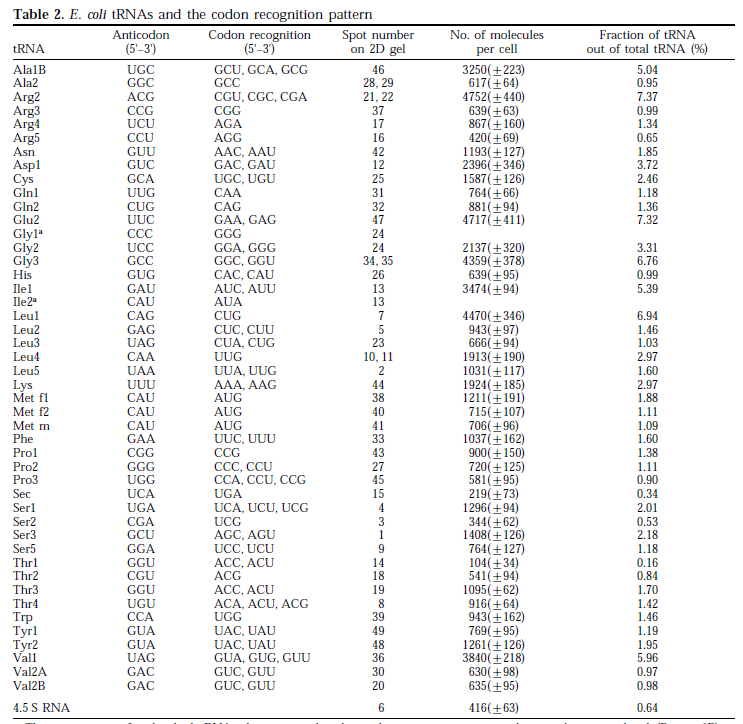 Table 2. E. coli tRNAs and the codon recognition pattern
Anticodon Codon recognition Spot number No. of molecules Fraction of tRNA
tRNA (5'–3') (5'–3') on 2D gel per cell out of total tRNA (%)
Ala1B UGC GCU, GCA, GCG 46 3250(±223) 5.04
Ala2 GGC GCC 28, 29 617(±64) 0.95
Arg2 ACG CGU, CGC, CGA 21, 22 4752(±440) 7.37
Arg3 CCG CGG 37 639(±63) 0.99
Arg4 UCU AGA 17 867(±160) 1.34
Arg5 CCU AGG 16 420(±69) 0.65
Asn GUU AAC, AAU 42 1193(±127) 1.85
Asp1 GUC GAC, GAU 12 2396(±346) 3.72
Cys GCA UGC, UGU 25 1587(±126) 2.46
Gln1 UUG CAA 31 764(±66) 1.18
Gln2 CUG CAG 32 881(±94) 1.36
Glu2 UUC GAA, GAG 47 4717(±411) 7.32
Gly1ᵃ CCC GGG 24
Gly2 UCC GGA, GGG 24 2137(±320) 3.31
Gly3 GCC GGC, GGU 34, 35 4359(±378) 6.76
His GUG CAC, CAU 26 639(±95) 0.99
Ile1 GAU AUC, AUU 13 3474(±94) 5.39
Ile2ᵃ CAU AUA 13
Leu1 CAG CUG 7 4470(±346) 6.94
Leu2 GAG CUC, CUU 5 943(±97) 1.46
Leu3 UAG CUA, CUG 23 666(±94) 1.03
Leu4 CAA UUG 10, 11 1913(±190) 2.97
Leu5 UAA UUA, UUG 2 1031(±117) 1.60
Lys UUU AAA, AAG 44 1924(±185) 2.97
Met f1 CAU AUG 38 1211(±191) 1.88
Met f2 CAU AUG 40 715(±107) 1.11
Met m CAU AUG 41 706(±96) 1.09
Phe GAA UUC, UUU 33 1037(±162) 1.60
Pro1 CGG CCG 43 900(±150) 1.38
Pro2 GGG CCC, CCU 27 720(±125) 1.11
Pro3 UGG CCA, CCU, CCG 45 581(±95) 0.90
Sec UCA UGA 15 219(±73) 0.34
Ser1 UGA UCA, UCU, UCG 4 1296(±94) 2.01
Ser2 CGA UCG 3 344(±62) 0.53
Ser3 GCU AGC, AGU 1 1408(±126) 2.18
Ser5 GGA UCC, UCU 9 764(±127) 1.18
Thr1 GGU ACC, ACU 14 104(±34) 0.16
Thr2 CGU ACG 18 541(±94) 0.84
Thr3 GGU ACC, ACU 19 1095(±62) 1.70
Thr4 UGU ACA, ACU, ACG 8 916(±64) 1.42
Trp CCA UGG 39 943(±162) 1.46
Tyr1 GUA UAC, UAU 49 769(±95) 1.19
Tyr2 GUA UAC, UAU 48 1261(±126) 1.95
Val1 UAG GUA, GUG, GUU 36 3840(±218) 5.96
Val2A GAC GUC, GUU 30 630(±98) 0.97
Val2B GAC GUC, GUU 20 635(±95) 0.98
4.5 S RNA 6 416(±63) 0.64